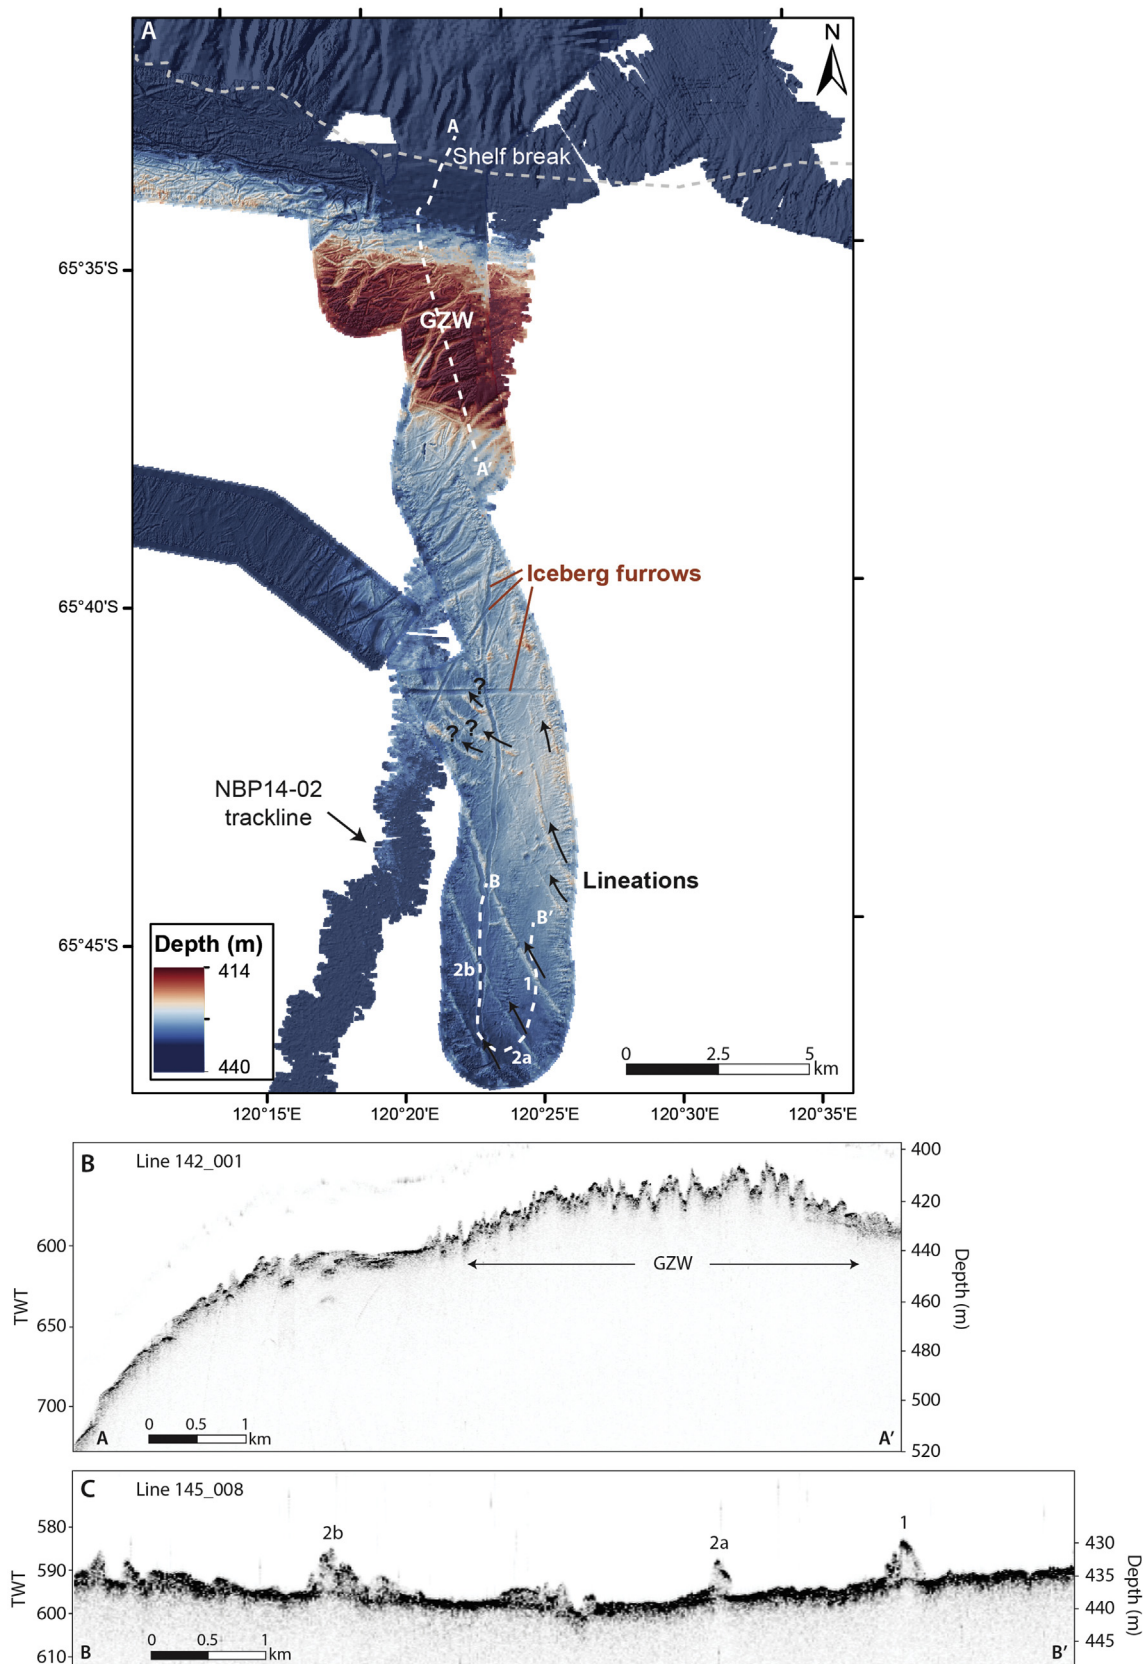 A
N
A
Shelf break
65°35'S
GZW
A'
Iceberg furrows
65°40'S
?
?
?
NBP14-02
trackline
Lineations
B
B'
Depth (m)
414
440
65°45'S
2b
1
2a
0 2.5 5
km
120°15'E 120°20'E 120°25'E 120°30'E 120°35'E
B Line 142_001
400
420
440
460
480
500
520
Depth (m)
600
650
700
TWT
GZW
0 0.5 1
km
A
A'
C Line 145_008
580
590
600
610
TWT
2b
2a
1
430
435
440
445
Depth (m)
0 0.5 1
km
B
B'